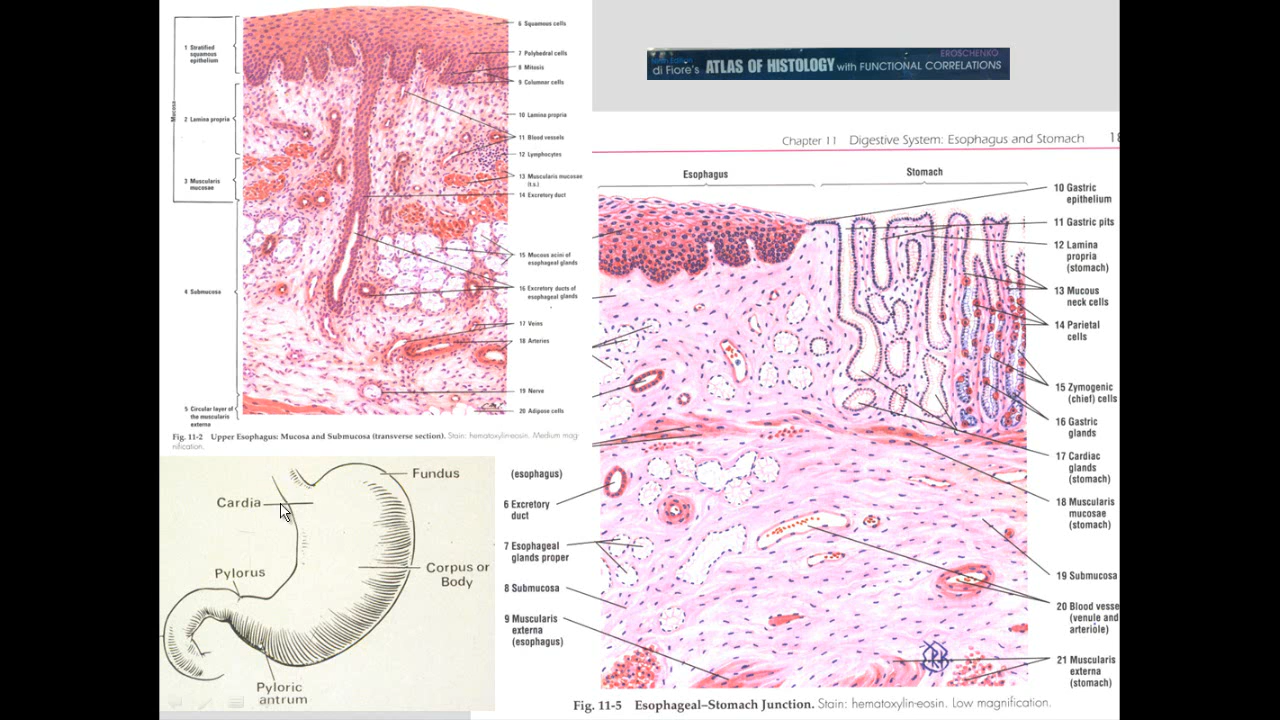 1 Stratified
squamous
epithelium
Mucosa
2 Lamina propria
3 Muscularis
mucosae
4 Submucosa
5 Circular layer of
the muscularis
externa
6 Squamous cells
7 Polyhedral cells
8 Mitosis
9 Columnar cells
10 Lamina propria
11 Blood vessels
12 Lymphocytes
13 Muscularis mucosae
(t.s.)
14 Excretory duct
15 Mucous acini of
esophageal glands
16 Excretory ducts of
esophageal glands
17 Veins
18 Arteries
19 Nerve
20 Adipose cells
Fig. 11-2 Upper Esophagus: Mucosa and Submucosa (transverse section). Stain: hematoxylin-eosin. Medium mag-
nification.
Fundus
Cardia
Pylorus
Corpus or
Body
Pyloric
antrum
EROSCHENKO
di Fiore's ATLAS OF HISTOLOGY with FUNCTIONAL CORRELATIONS
Chapter 11 Digestive System: Esophagus and Stomach
Esophagus
Stomach
10 Gastric
epithelium
11 Gastric pits
12 Lamina
propria
(stomach)
13 Mucous
neck cells
14 Parietal
cells
15 Zymogenic
(chief) cells
16 Gastric
glands
17 Cardiac
glands
(stomach)
18 Muscularis
mucosae
(stomach)
19 Submucosa
20 Blood vesse
(venule and
arteriole)
21 Muscularis
externa
(stomach)
(esophagus)
6 Excretory
duct
7 Esophageal
glands proper
8 Submucosa
9 Muscularis
externa
(esophagus)
Fig. 11-5 Esophageal–Stomach Junction. Stain: hematoxylin-eosin. Low magnification.